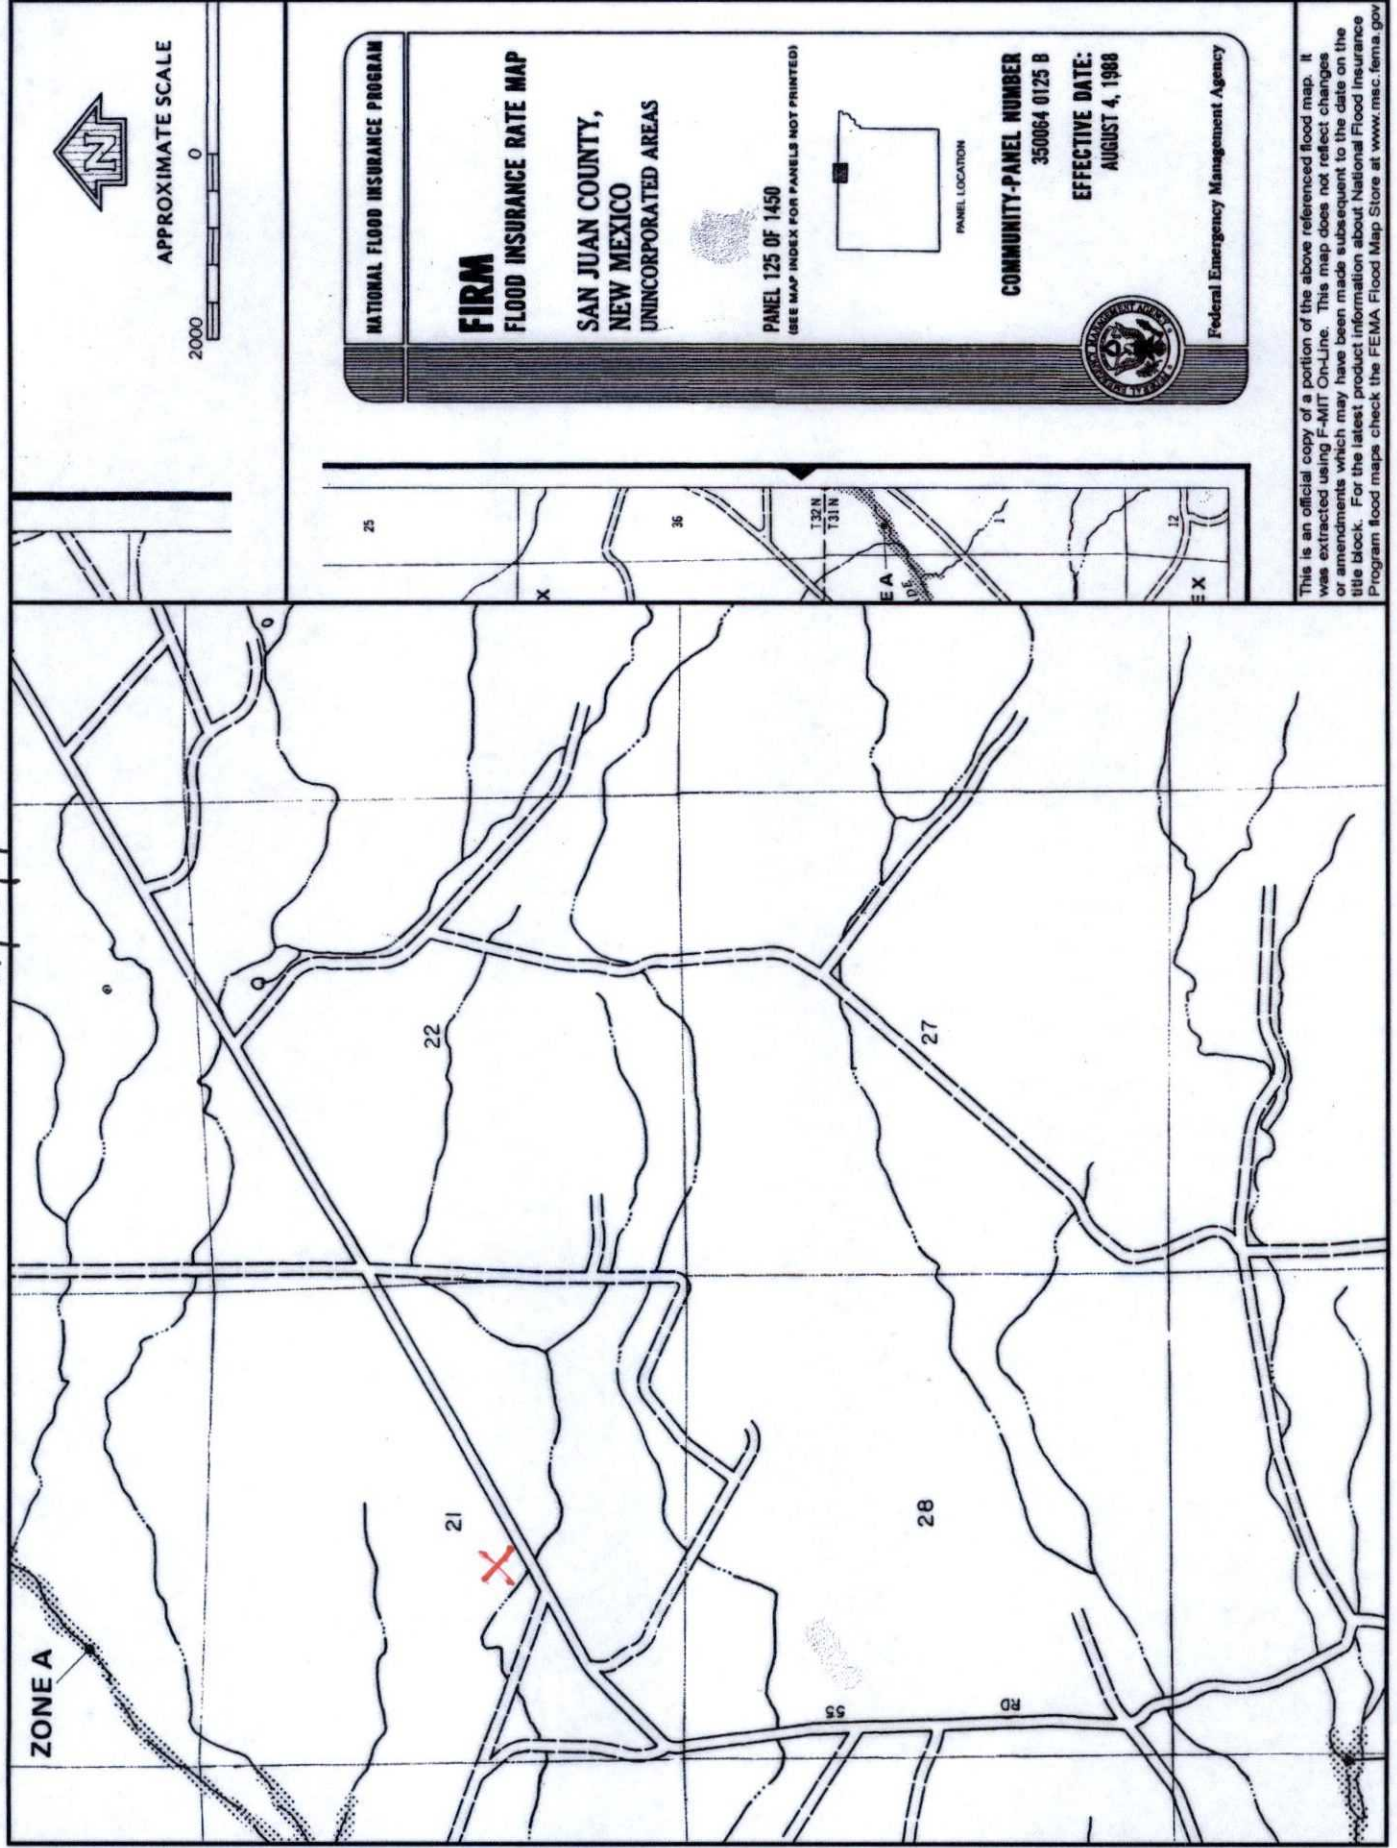 APPROXIMATE SCALE
2000
0
NATIONAL FLOOD INSURANCE PROGRAM
FIRM
FLOOD INSURANCE RATE MAP
SAN JUAN COUNTY,
NEW MEXICO
UNINCORPORATED AREAS
PANEL 125 OF 1450
(SEE MAP INDEX FOR PANELS NOT PRINTED)
PANEL LOCATION
COMMUNITY-PANEL NUMBER
350064 0125 B
EFFECTIVE DATE:
AUGUST 4, 1988
Federal Emergency Management Agency
This is an official copy of a portion of the above referenced flood map. It
was extracted using F-MIT On-Line. This map does not reflect changes
or amendments which may have been made subsequent to the date on the
title block. For the latest product information about National Flood Insurance
Program flood maps check the FEMA Flood Map Store at www.msc.fema.gov
N
25
36
T32N
T31N
1
12
X
E A
DE
E X
ZONE A
21
22
27
28
55
RD